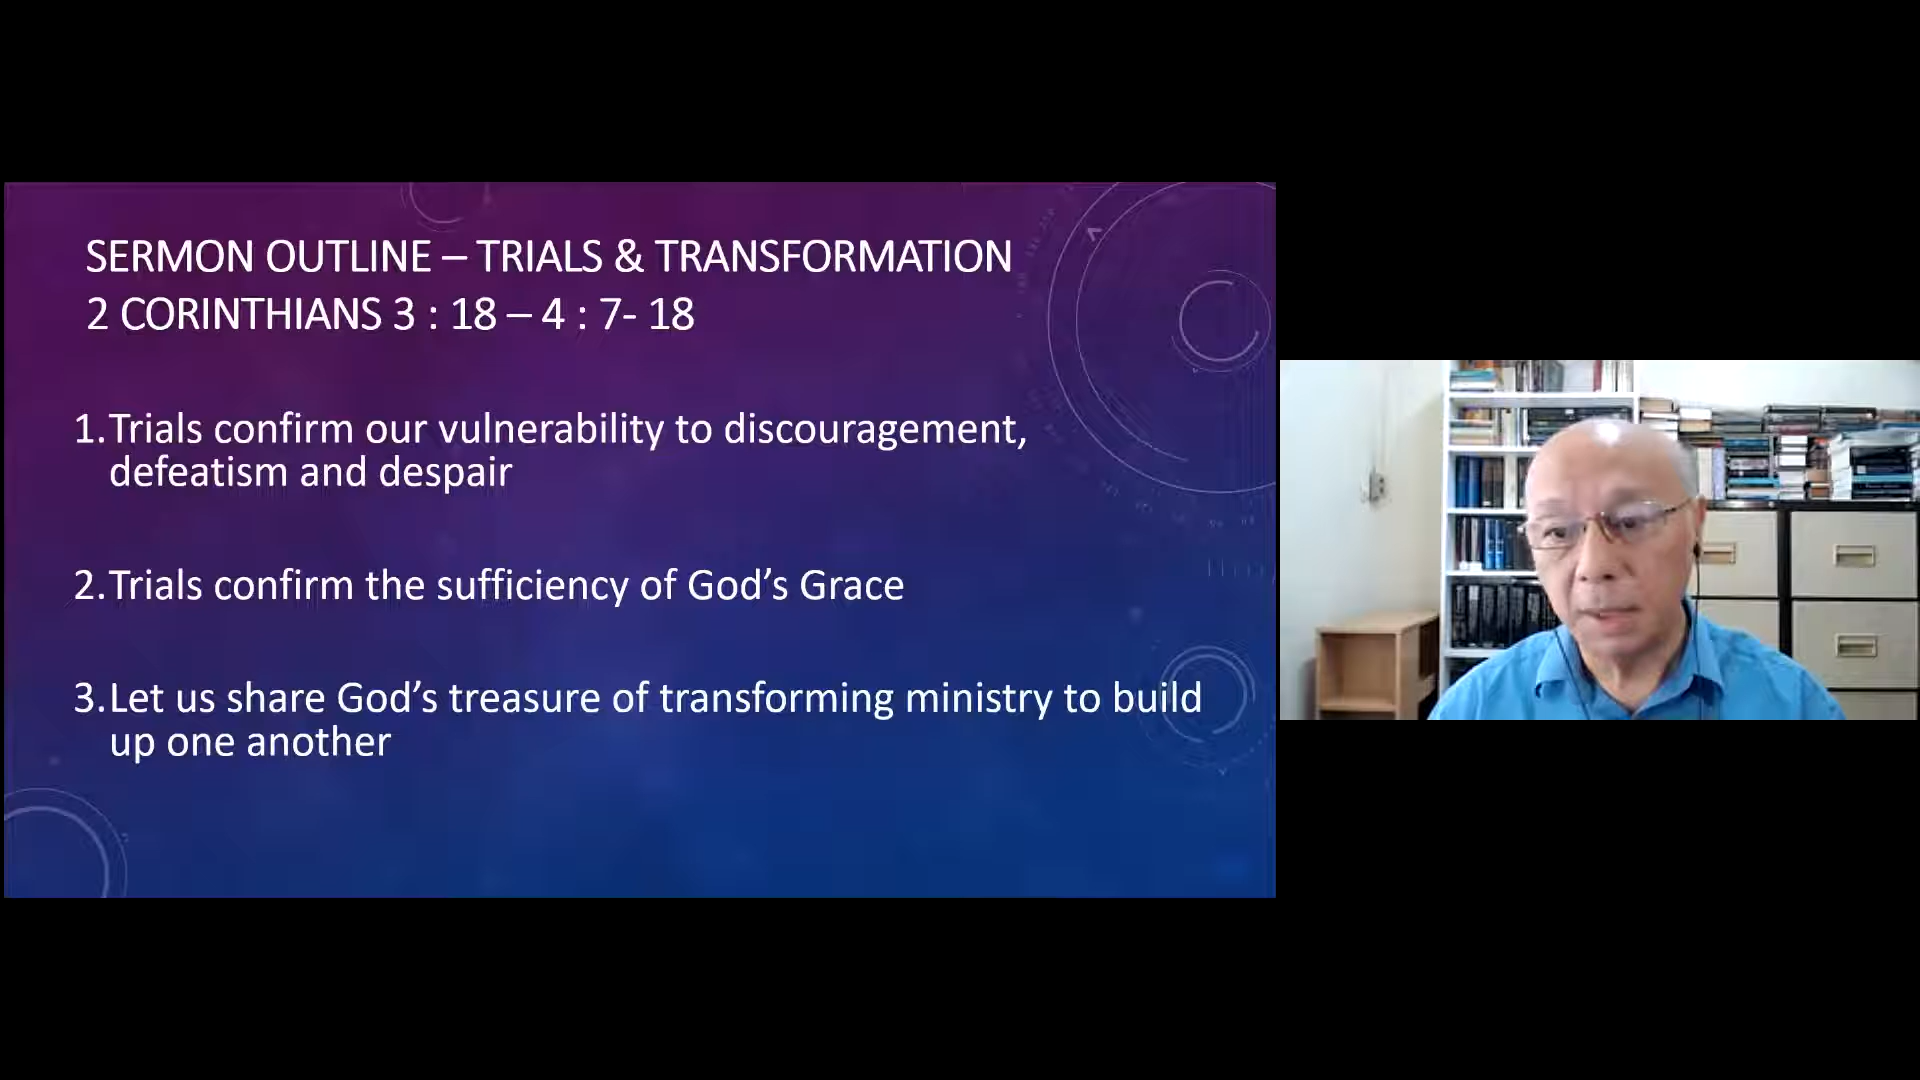 SERMON OUTLINE – TRIALS & TRANSFORMATION
2 CORINTHIANS 3 : 18 – 4 : 7- 18
1.Trials confirm our vulnerability to discouragement,
defeatism and despair
2.Trials confirm the sufficiency of God’s Grace
3.Let us share God’s treasure of transforming ministry to build
up one another